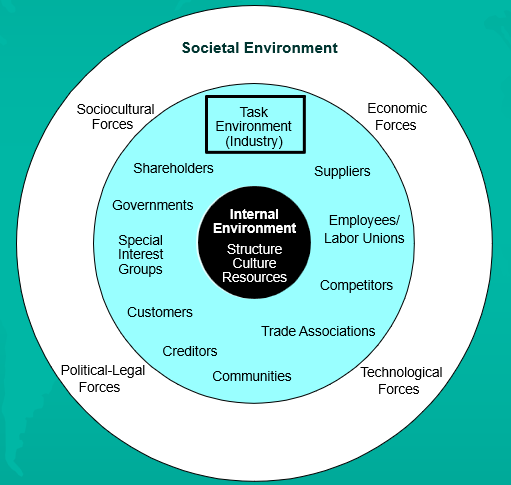 Societal Environment
Sociocultural
Forces
Economic
Forces
Task
Environment
(Industry)
Shareholders
Suppliers
Governments
Internal
Environment
Structure
Culture
Resources
Employees/
Labor Unions
Special
Interest
Groups
Competitors
Customers
Trade Associations
Creditors
Communities
Political-Legal
Forces
Technological
Forces